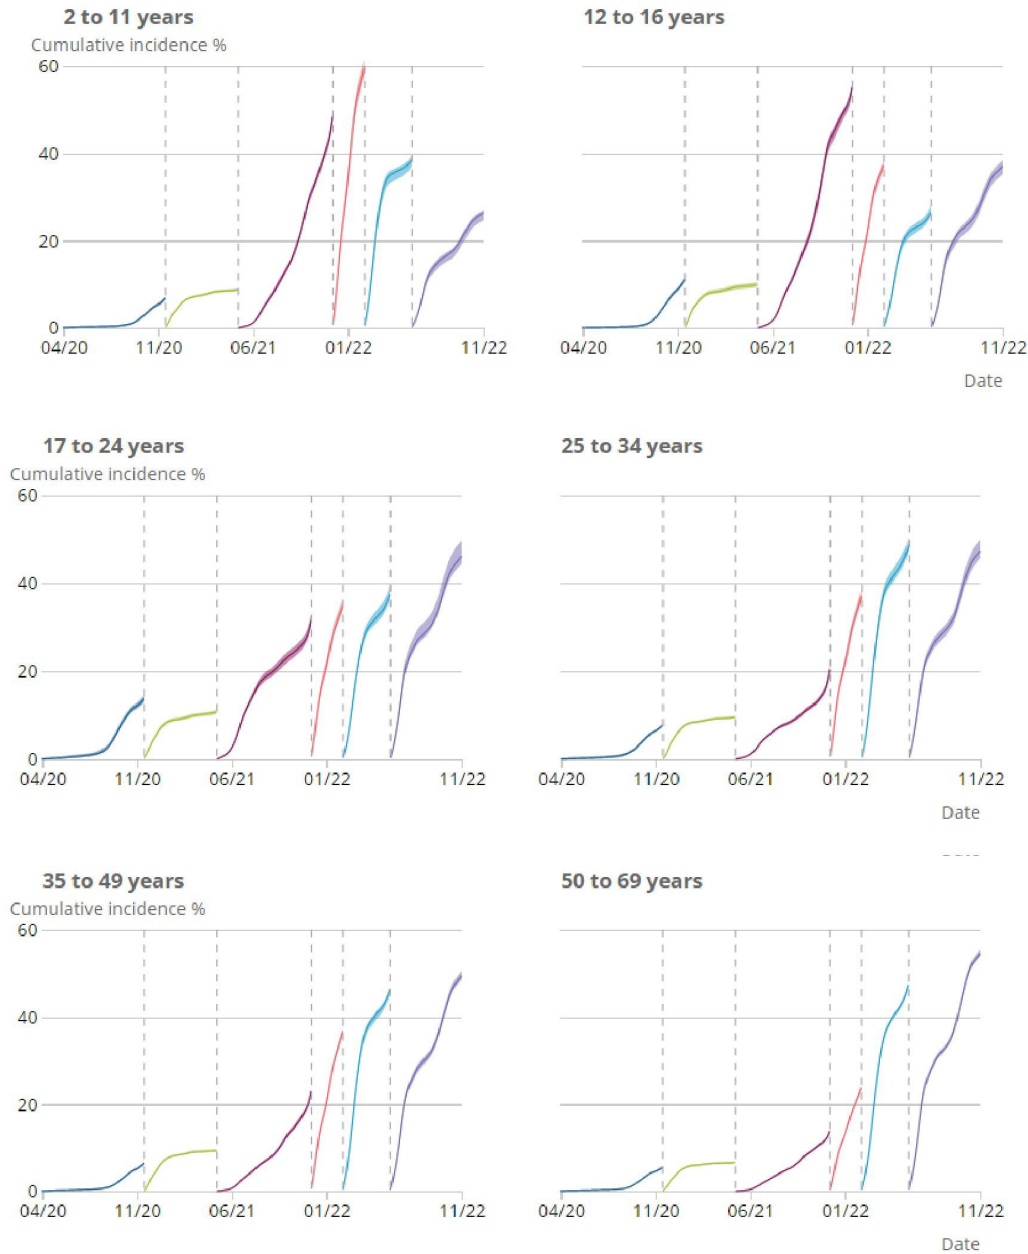 2 to 11 years
12 to 16 years
Cumulative incidence %
60
40
20
0
04/20 11/20 06/21 01/22 11/22
04/20 11/20 06/21 01/22 11/22
Date
17 to 24 years
25 to 34 years
Cumulative incidence %
60
40
20
0
04/20 11/20 06/21 01/22 11/22
04/20 11/20 06/21 01/22 11/22
Date
35 to 49 years
50 to 69 years
Cumulative incidence %
60
40
20
0
04/20 11/20 06/21 01/22 11/22
04/20 11/20 06/21 01/22 11/22
Date